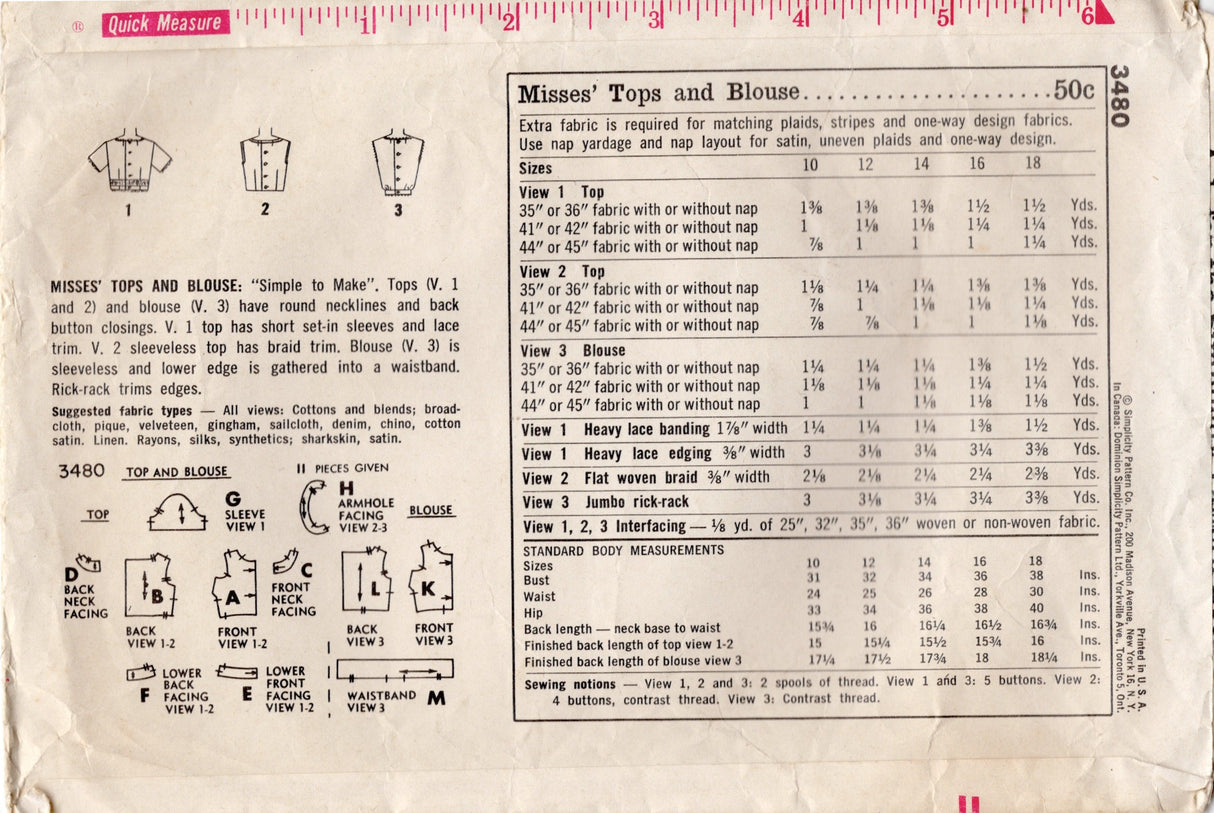 ® Quick Measure 1 2 3 4 5 6
1 2 3
MISSES' TOPS AND BLOUSE: "Simple to Make". Tops (V. 1
and 2) and blouse (V. 3) have round necklines and back
button closings. V. 1 top has short set-in sleeves and lace
trim. V. 2 sleeveless top has braid trim. Blouse (V. 3) is
sleeveless and lower edge is gathered into a waistband.
Rick-rack trims edges.
Suggested fabric types — All views: Cottons and blends; broad-
cloth, pique, velveteen, gingham, sailcloth, denim, chino, cotton
satin. Linen. Rayons, silks, synthetics; sharkskin, satin.
3480 TOP AND BLOUSE 11 PIECES GIVEN
TOP
G
SLEEVE
VIEW 1
H
ARMHOLE
FACING
VIEW 2-3
BLOUSE
D
BACK
NECK
FACING
B
BACK
VIEW 1-2
A
FRONT
VIEW 1-2
C
FRONT
NECK
FACING
L
BACK
VIEW 3
K
FRONT
VIEW 3
F
LOWER
BACK
FACING
VIEW 1-2
E
LOWER
FRONT
FACING
VIEW 1-2
WAISTBAND
VIEW 3
M
Misses' Tops and Blouse.....................50c
Extra fabric is required for matching plaids, stripes and one-way design fabrics.
Use nap yardage and nap layout for satin, uneven plaids and one-way design.
Sizes 10 12 14 16 18
View 1 Top
35" or 36" fabric with or without nap 1⅜ 1⅜ 1⅜ 1½ 1½ Yds.
41" or 42" fabric with or without nap 1 1⅛ 1⅛ 1¼ 1¼ Yds.
44" or 45" fabric with or without nap ⅞ 1 1 1 1¼ Yds.
View 2 Top
35" or 36" fabric with or without nap 1⅛ 1¼ 1¼ 1⅜ 1⅜ Yds.
41" or 42" fabric with or without nap ⅞ 1 1⅛ 1⅛ 1¼ Yds.
44" or 45" fabric with or without nap ⅞ ⅞ 1 1 1⅛ Yds.
View 3 Blouse
35" or 36" fabric with or without nap 1¼ 1¼ 1¼ 1⅜ 1½ Yds.
41" or 42" fabric with or without nap 1⅛ 1⅛ 1⅛ 1¼ 1¼ Yds.
44" or 45" fabric with or without nap 1 1 1⅛ 1⅛ 1⅛ Yds.
View 1 Heavy lace banding 1⅞" width 1¼ 1¼ 1¼ 1⅜ 1½ Yds.
View 1 Heavy lace edging ⅜" width 3 3⅛ 3¼ 3¼ 3⅜ Yds.
View 2 Flat woven braid ⅜" width 2⅛ 2⅛ 2¼ 2¼ 2⅜ Yds.
View 3 Jumbo rick-rack 3 3⅛ 3¼ 3¼ 3⅜ Yds.
View 1, 2, 3 Interfacing — ⅛ yd. of 25", 32", 35", 36" woven or non-woven fabric.
STANDARD BODY MEASUREMENTS
Sizes 10 12 14 16 18
Bust 31 32 34 36 38 Ins.
Waist 24 25 26 28 30 Ins.
Hip 33 34 36 38 40 Ins.
Back length — neck base to waist 15¾ 16 16¼ 16½ 16¾ Ins.
Finished back length of top view 1-2 15 15¼ 15½ 15¾ 16 Ins.
Finished back length of blouse view 3 17¼ 17½ 17¾ 18 18¼ Ins.
Sewing notions — View 1, 2 and 3: 2 spools of thread. View 1 and 3: 5 buttons. View 2:
4 buttons, contrast thread. View 3: Contrast thread.
3480
© Simplicity Pattern Co. Inc., 200 Madison Avenue, New York 16, N. Y.
In Canada: Dominion Simplicity Pattern Ltd., Yorkville Ave., Toronto 5, Ont.
Printed in U. S. A.